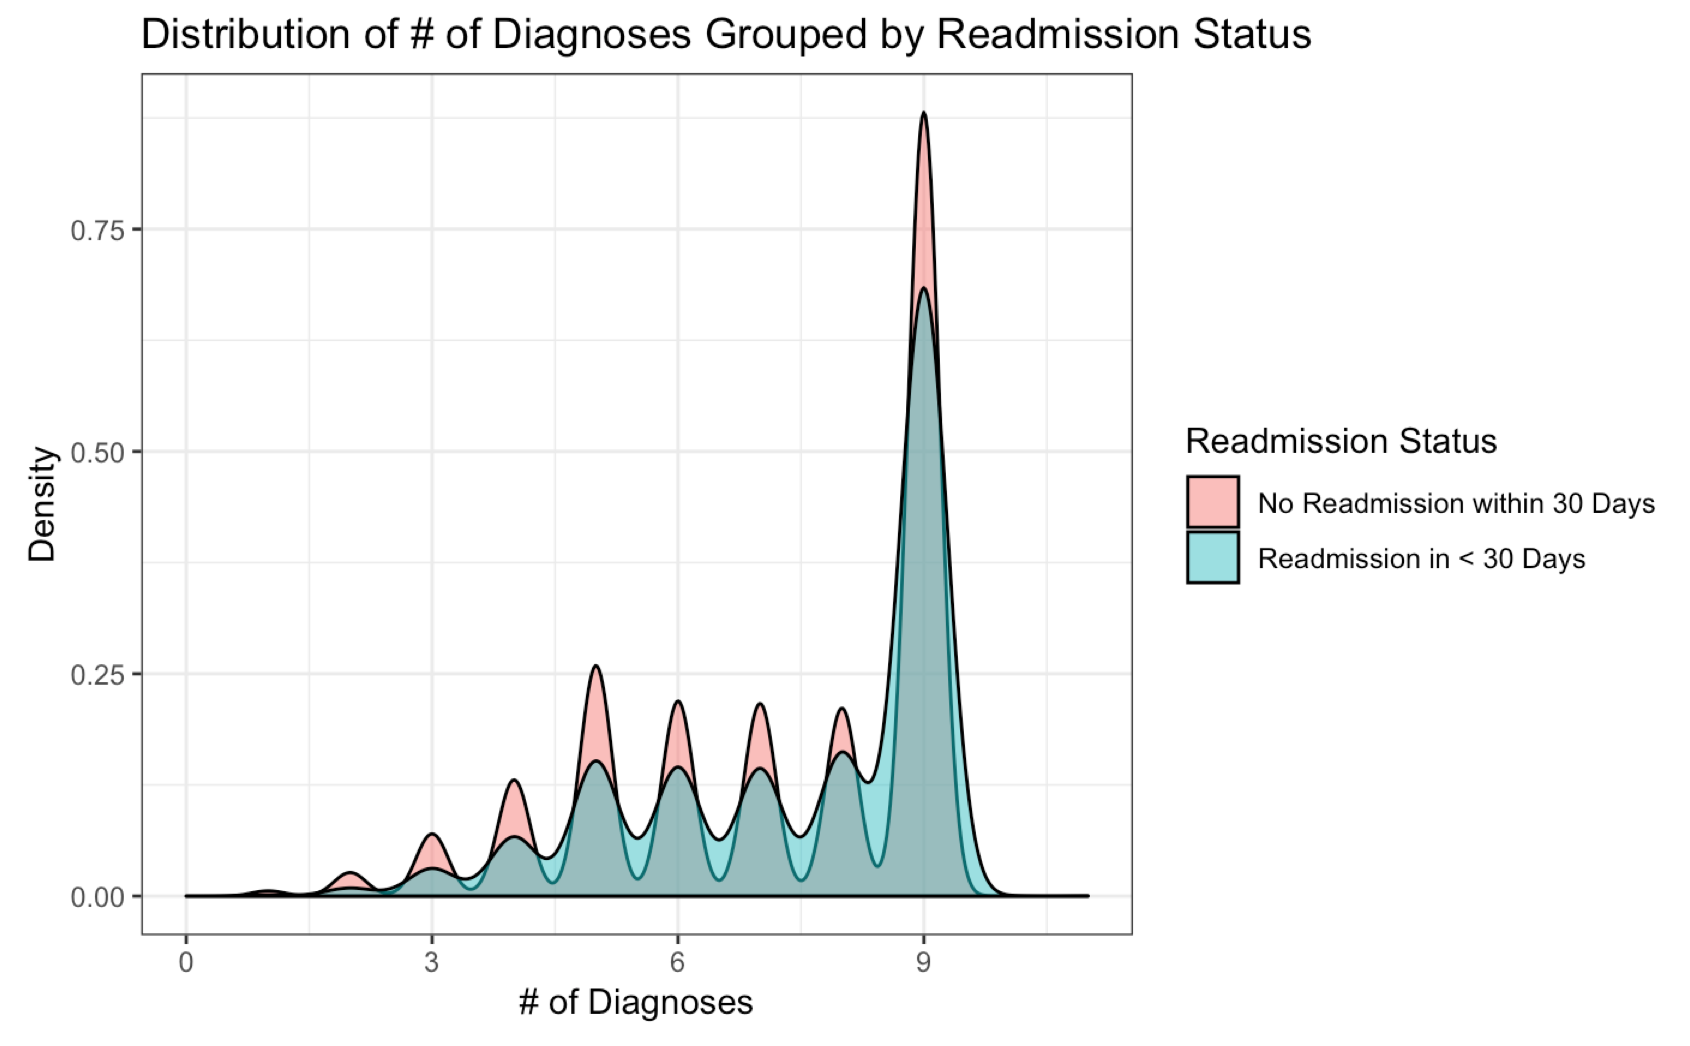 Distribution of # of Diagnoses Grouped by Readmission Status
0.75
0.50
0.25
0.00
Density
0 3 6 9
# of Diagnoses
Readmission Status
No Readmission within 30 Days
Readmission in < 30 Days